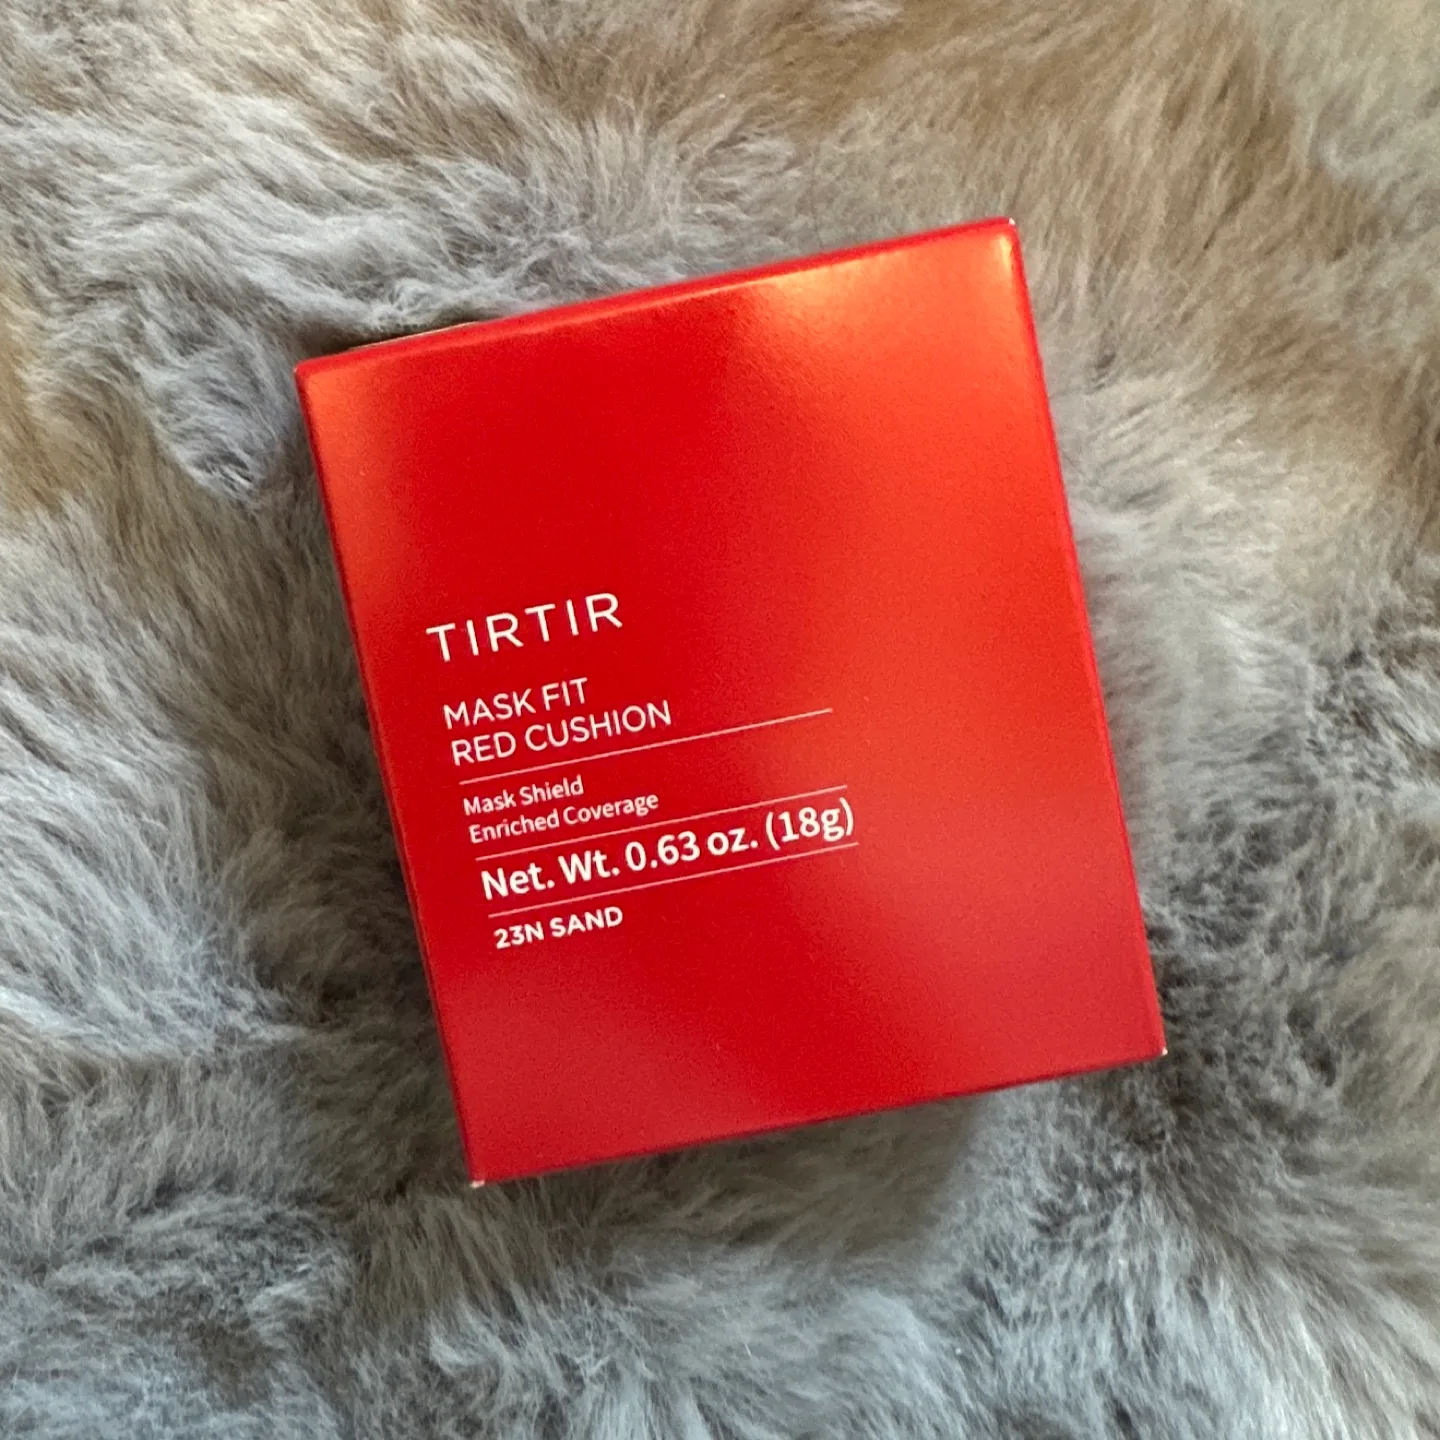 TIRTIR
MASK FIT
RED CUSHION
Mask Shield
Enriched Coverage
Net. Wt. 0.63 oz. (18g)
23N SAND